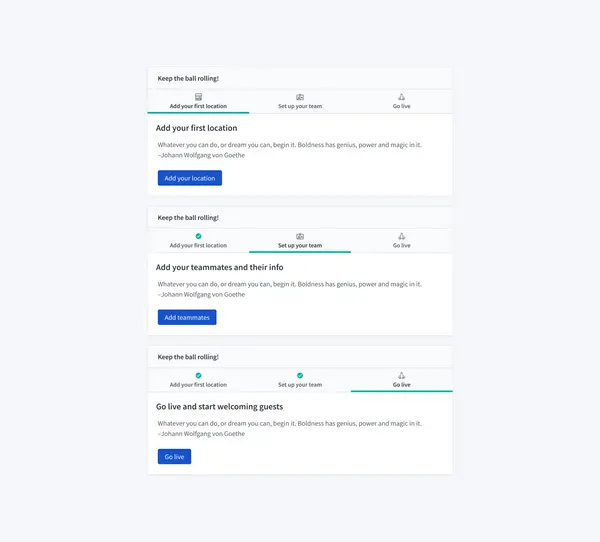 Keep the ball rolling!
Add your first location
Set up your team
Go live
Add your first location
Whatever you can do, or dream you can, begin it. Boldness has genius, power and magic in it.
–Johann Wolfgang von Goethe
Add your location
Keep the ball rolling!
Add your first location
Set up your team
Go live
Add your teammates and their info
Whatever you can do, or dream you can, begin it. Boldness has genius, power and magic in it.
–Johann Wolfgang von Goethe
Add teammates
Keep the ball rolling!
Add your first location
Set up your team
Go live
Go live and start welcoming guests
Whatever you can do, or dream you can, begin it. Boldness has genius, power and magic in it.
–Johann Wolfgang von Goethe
Go live